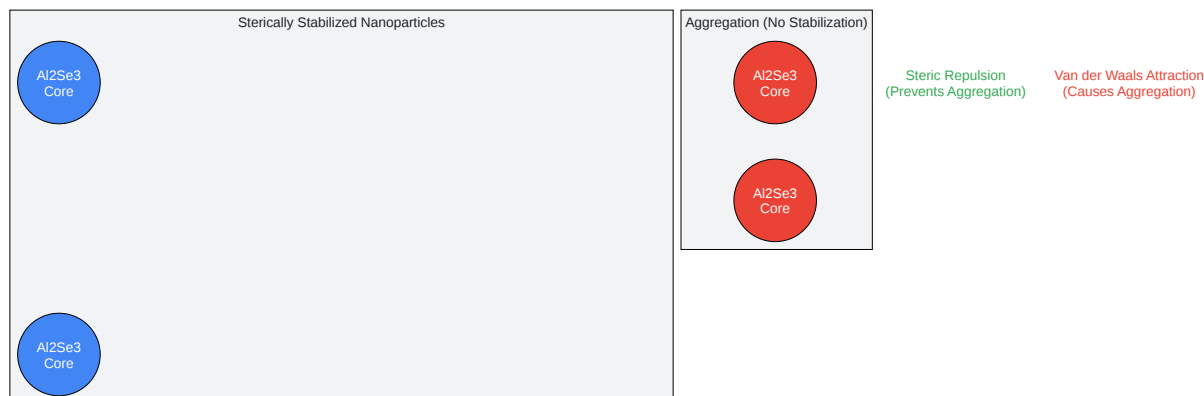 Sterically Stabilized Nanoparticles
Al2Se3
Core
Al2Se3
Core
Aggregation (No Stabilization)
Al2Se3
Core
Al2Se3
Core
Steric Repulsion
(Prevents Aggregation)
Van der Waals Attraction
(Causes Aggregation)